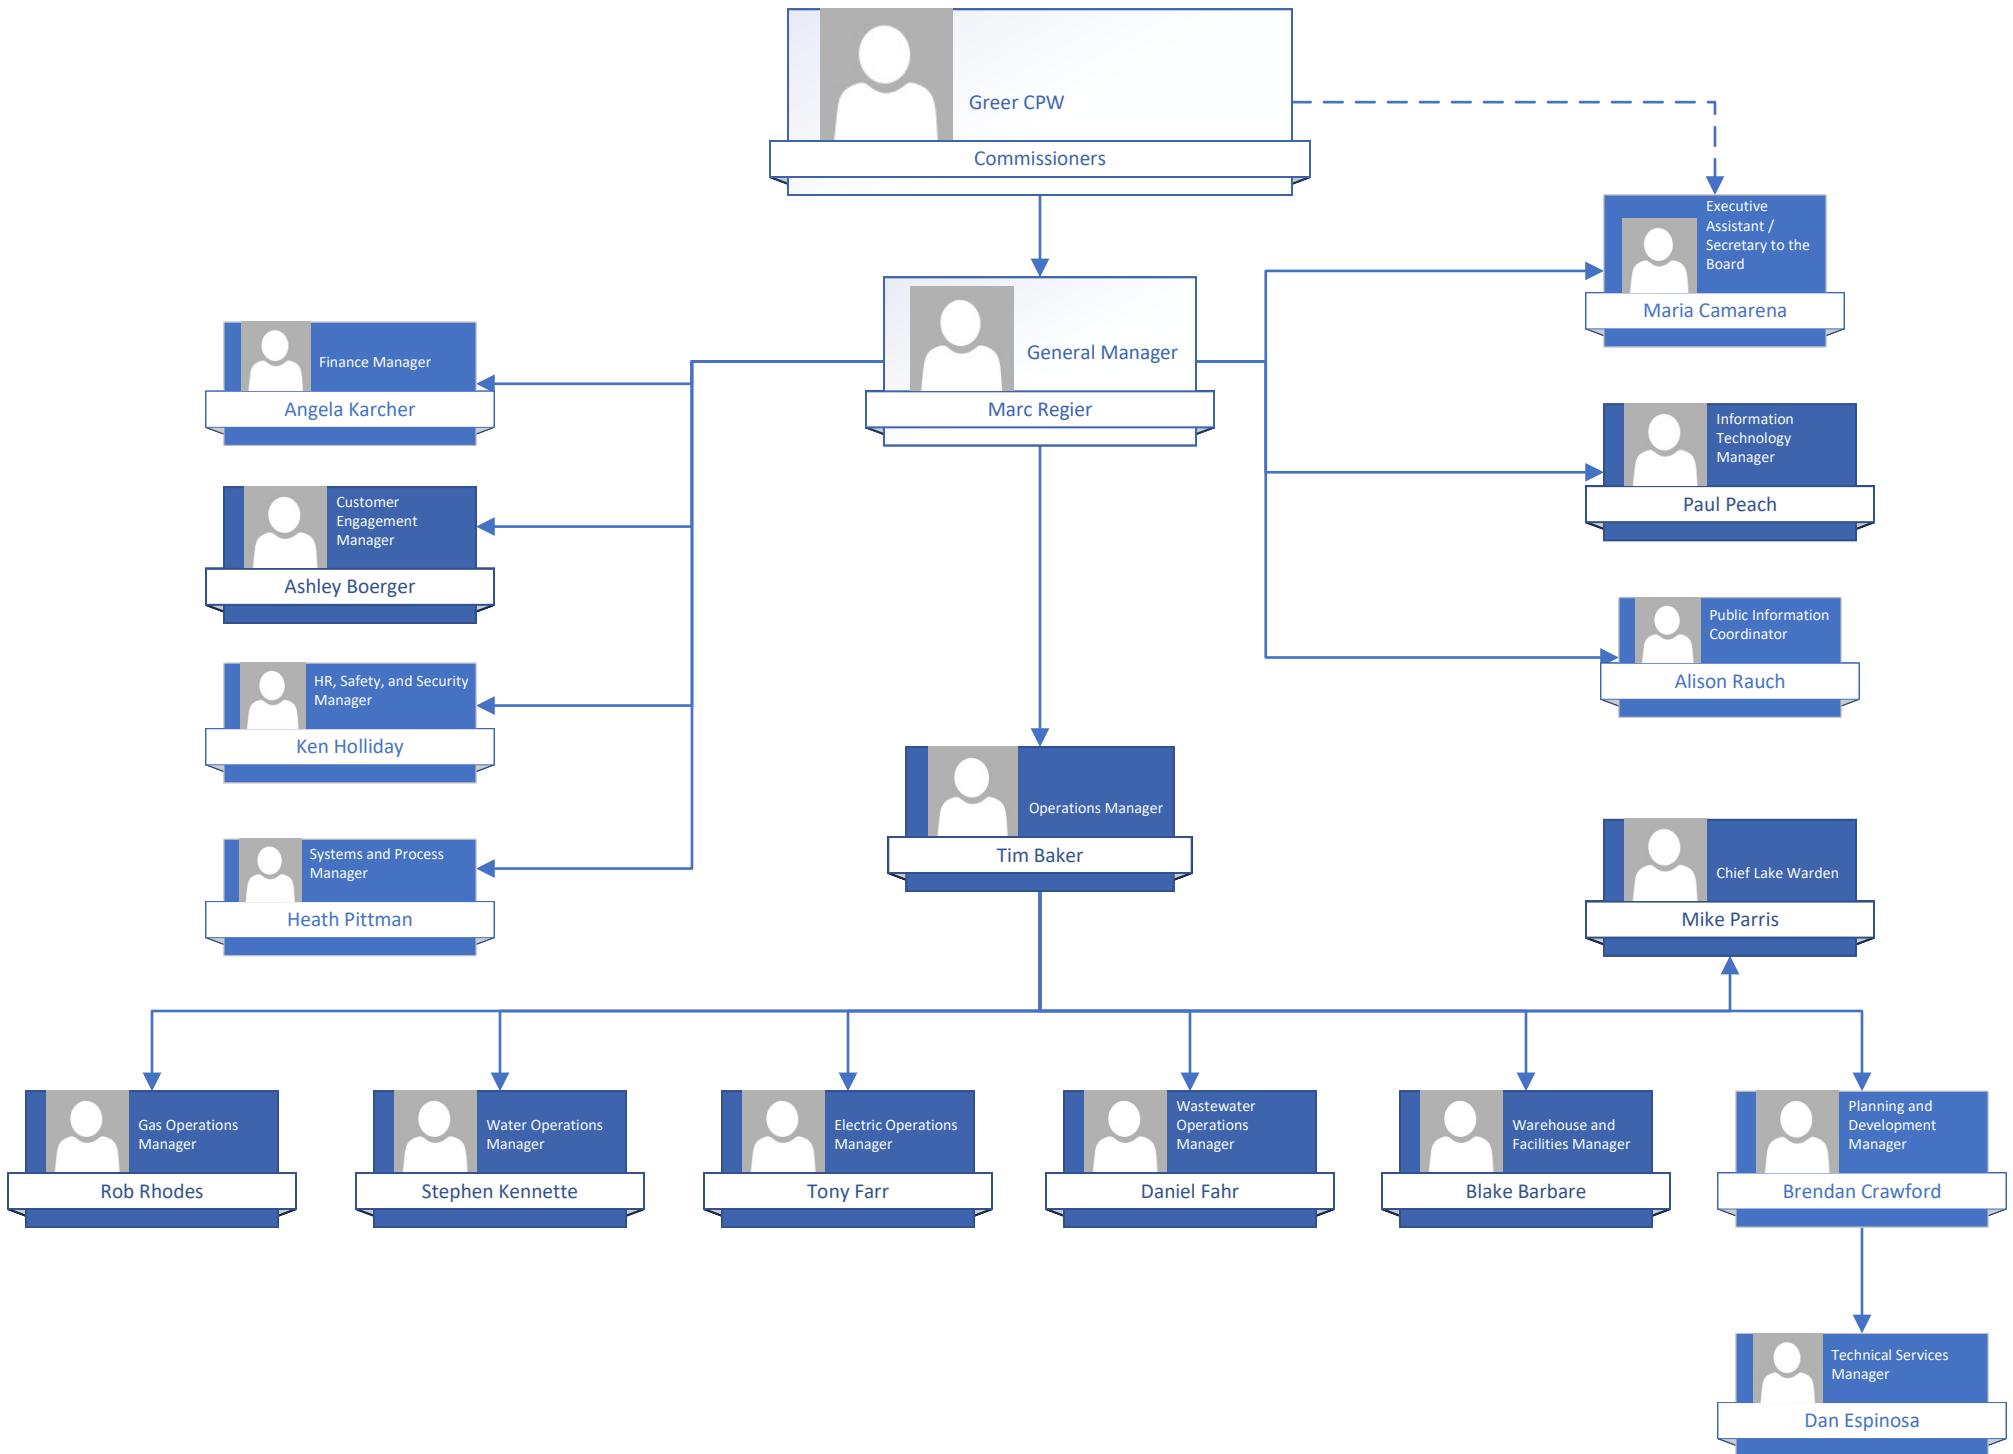 Greer CPW
Commissioners
Executive
Assistant /
Secretary to the
Board
Maria Camarena
General Manager
Marc Regier
Finance Manager
Angela Karcher
Information
Technology
Manager
Paul Peach
Customer
Engagement
Manager
Ashley Boerger
Public Information
Coordinator
Alison Rauch
HR, Safety, and Security
Manager
Ken Holliday
Operations Manager
Tim Baker
Systems and Process
Manager
Heath Pittman
Chief Lake Warden
Mike Parris
Gas Operations
Manager
Rob Rhodes
Water Operations
Manager
Stephen Kennette
Electric Operations
Manager
Tony Farr
Wastewater
Operations
Manager
Daniel Fahr
Warehouse and
Facilities Manager
Blake Barbare
Planning and
Development
Manager
Brendan Crawford
Technical Services
Manager
Dan Espinosa